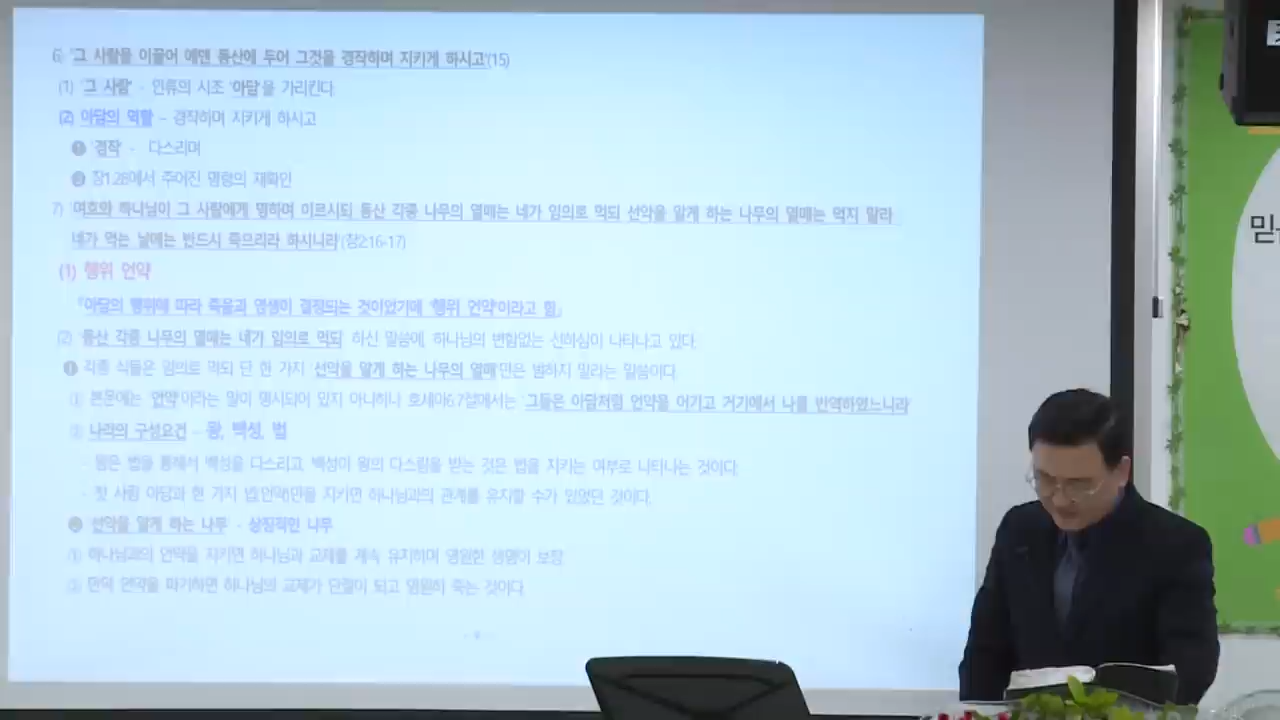 6) '그 사람을 이끌어 에덴 동산에 두어 그것을 경작하며 지키게 하시고'(15)
(1) '그 사람' - 인류의 시조 '아담'을 가리킨다.
(2) 아담의 역할 - 경작하며 지키게 하시고
❶ '경작' - 다스리며
❷ 창1:28에서 주어진 명령의 재확인
7) '여호와 하나님이 그 사람에게 명하여 이르시되 동산 각종 나무의 열매는 네가 임의로 먹되 선악을 알게 하는 나무의 열매는 먹지 말라
네가 먹는 날에는 반드시 죽으리라 하시니라'(창2:16-17)
(1) 행위 언약
『아담의 행위에 따라 죽음과 영생이 결정되는 것이었기에 '행위 언약'이라고 함』
(2) '동산 각종 나무의 열매는 네가 임의로 먹되' 하신 말씀에, 하나님의 변함없는 선하심이 나타나고 있다.
❶ 각종 식물은 임의로 먹되 단 한 가지 '선악을 알게 하는 나무의 열매'만은 범하지 말라는 말씀이다.
① 본문에는 '언약'이라는 말이 명시되어 있지 아니하나 호세아6:7절에서는 '그들은 아담처럼 언약을 어기고 거기에서 나를 반역하였느니라'
② 나라의 구성요건 - 왕, 백성, 법
- 왕은 법을 통해서 백성을 다스리고, 백성이 왕의 다스림을 받는 것은 법을 지키는 여부로 나타나는 것이다.
- 첫 사람 아담과 한 가지 법(언약)만을 지키면 하나님과의 관계를 유지할 수가 있었던 것이다.
❷ 선악을 알게 하는 나무 - 상징적인 나무
① 하나님과의 언약을 지키면 하나님과 교제를 계속 유지하며 영원한 생명이 보장
② 만약 언약을 파기하면 하나님의 교제가 단절이 되고 영원히 죽는 것이다.